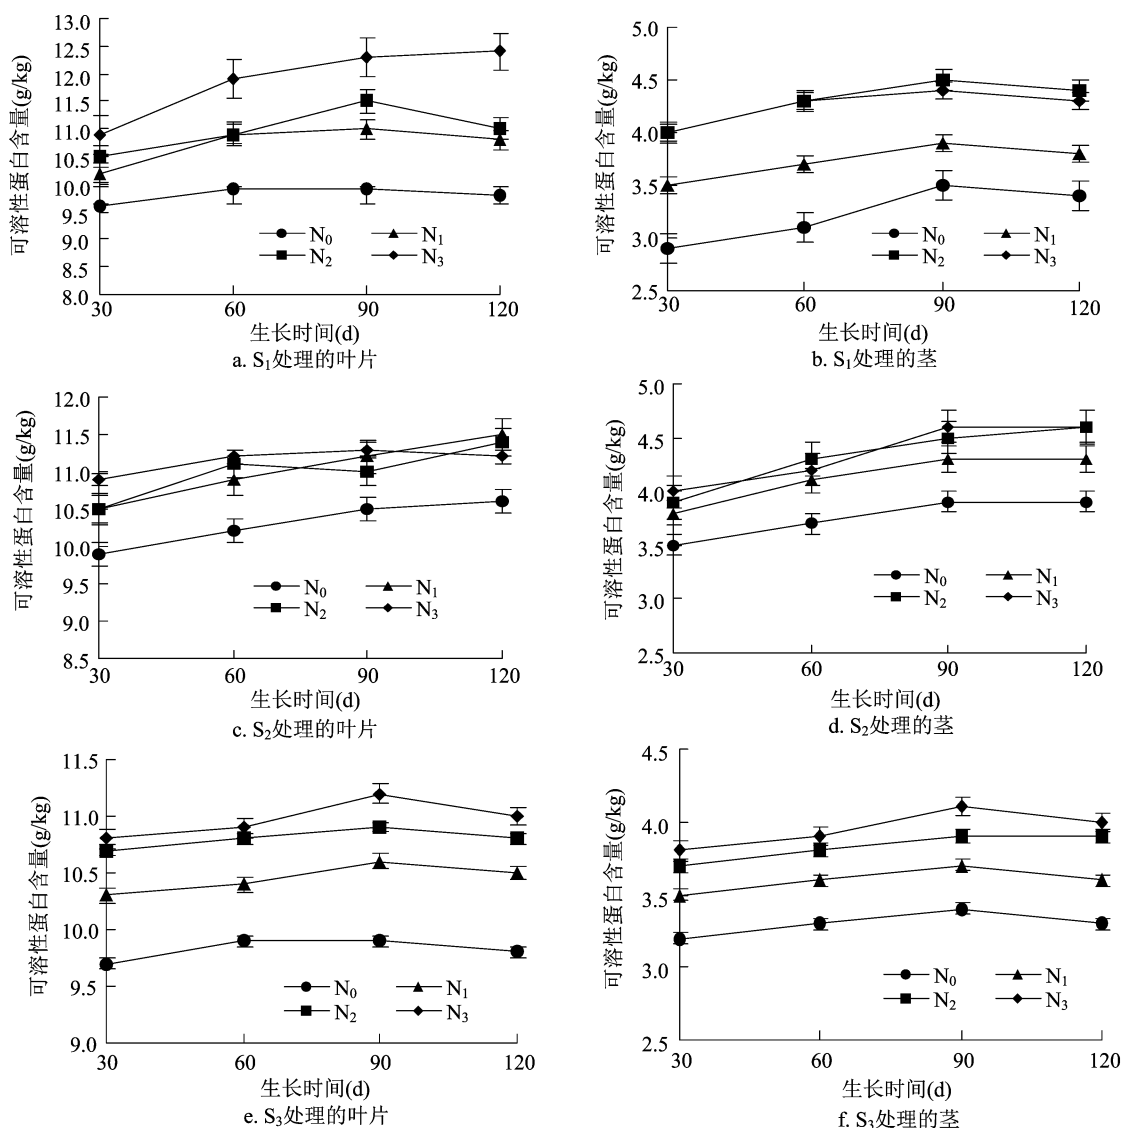 可溶性蛋白含量(g/kg)
13.0
12.5
12.0
11.5
11.0
10.5
10.0
9.5
9.0
8.5
8.0
N0 N1
N2 N3
30 60 90 120
生长时间(d)
a. S1处理的叶片
可溶性蛋白含量(g/kg)
5.0
4.5
4.0
3.5
3.0
2.5
N0 N1
N2 N3
30 60 90 120
生长时间(d)
b. S1处理的茎
可溶性蛋白含量(g/kg)
12.0
11.5
11.0
10.5
10.0
9.5
9.0
8.5
N0 N1
N2 N3
30 60 90 120
生长时间(d)
c. S2处理的叶片
可溶性蛋白含量(g/kg)
5.0
4.5
4.0
3.5
3.0
2.5
N0 N1
N2 N3
30 60 90 120
生长时间(d)
d. S2处理的茎
可溶性蛋白含量(g/kg)
11.5
11.0
10.5
10.0
9.5
9.0
N0 N1
N2 N3
30 60 90 120
生长时间(d)
e. S3处理的叶片
可溶性蛋白含量(g/kg)
4.5
4.0
3.5
3.0
2.5
N0 N1
N2 N3
30 60 90 120
生长时间(d)
f. S3处理的茎